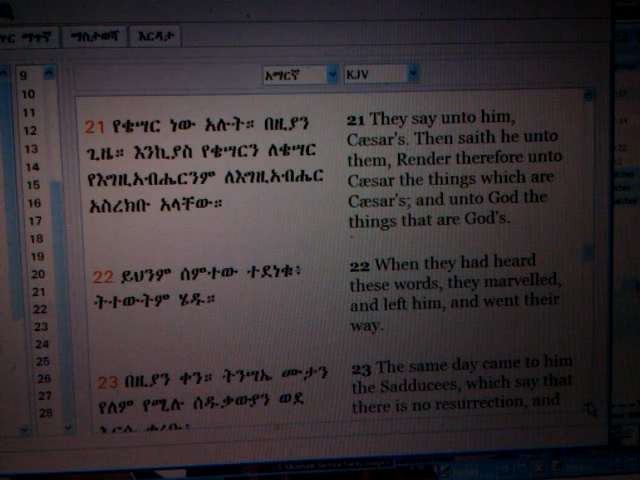 ማጥኛ ማስታወሻ እርዳታ
አማርኛ KJV
9
10
11
12
13
14
15
16
17
18
19
20
21
22
23
24
25
26
27
28
21 የቄሣር ነው አሉት። በዚያን
ጊዜ። እንኪያስ የቄሣርን ለቄሣር
የእግዚአብሔርንም ለእግዚአብሔር
አስረክቡ አላቸው።
22 ይህንም ሰምተው ተደነቁ፥
ትተውትም ሄዱ።
23 በዚያን ቀን። ትንሣኤ ሙታን
የለም የሚሉ ሰዱቃውያን ወደ
21 They say unto him,
Cæsar's. Then saith he unto
them, Render therefore unto
Cæsar the things which are
Cæsar's; and unto God the
things that are God's.
22 When they had heard
these words, they marvelled,
and left him, and went their
way.
23 The same day came to him
the Sadducees, which say that
there is no resurrection, and